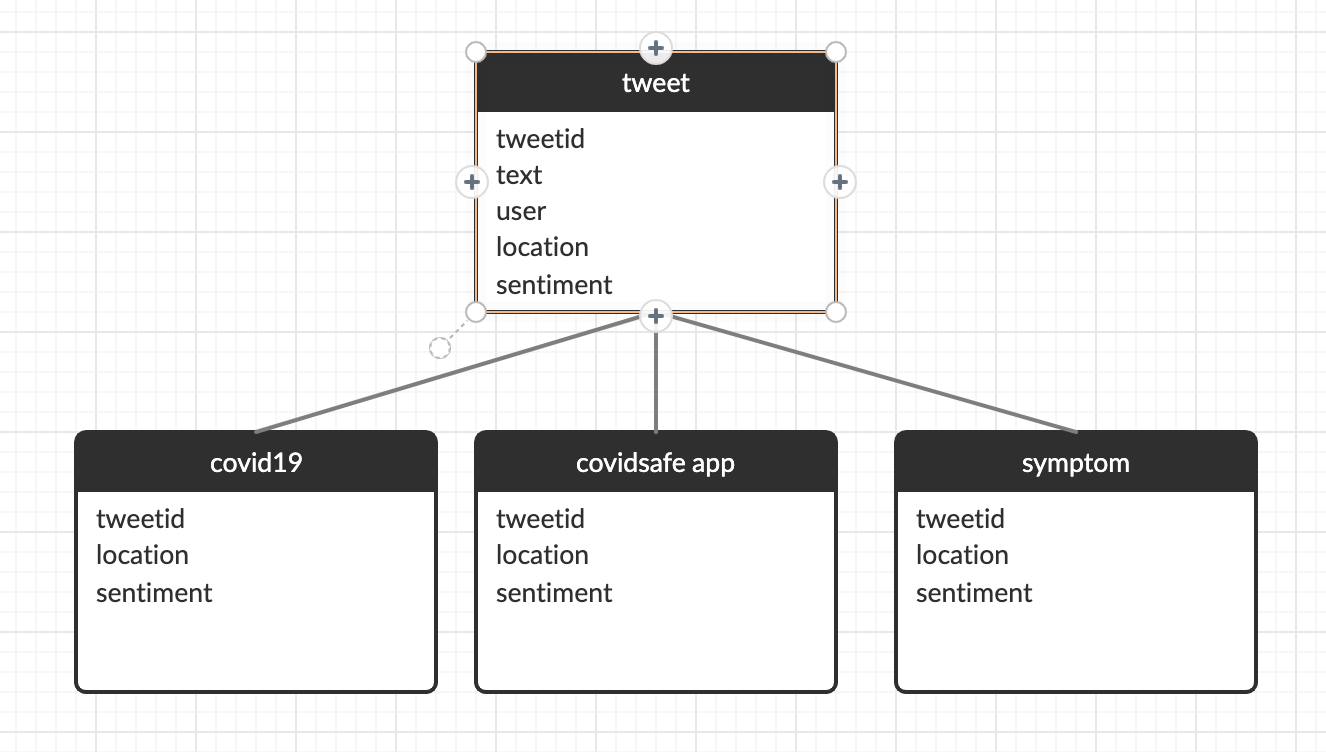 tweet
tweetid
text
user
location
sentiment
covid19
tweetid
location
sentiment
covidsafe app
tweetid
location
sentiment
symptom
tweetid
location
sentiment